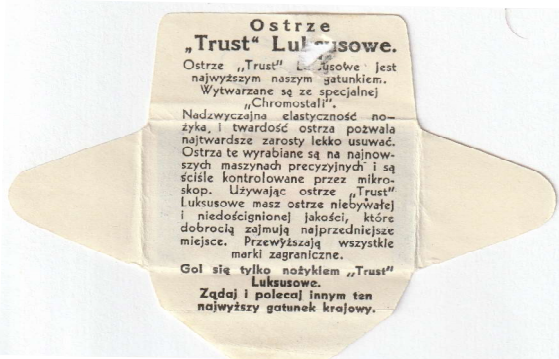 Ostrze
„Trust“ Luksusowe.
Ostrze „Trust” Luksusowe jest
najwyższym naszym gatunkiem.
Wytwarzane są ze specjalnej
„Chromostali”.
Nadzwyczajna elastyczność no-
żyka i twardość ostrza pozwala
najtwardsze zarosty lekko usuwać.
Ostrza te wyrabiane są na najnow-
szych maszynach precyzyjnych i są
ściśle kontrolowane przez mikro-
skop. Używając ostrze „Trust”
Luksusowe masz ostrze niebywałej
i niedoścignionej jakości, które
dobrocią zajmują najprzedniejsze
miejsce. Przewyższają wszystkie
marki zagraniczne.
Gol się tylko nożykiem „Trust”
Luksusowe.
Ządaj i polecaj innym ten
najwyższy gatunek krajowy.